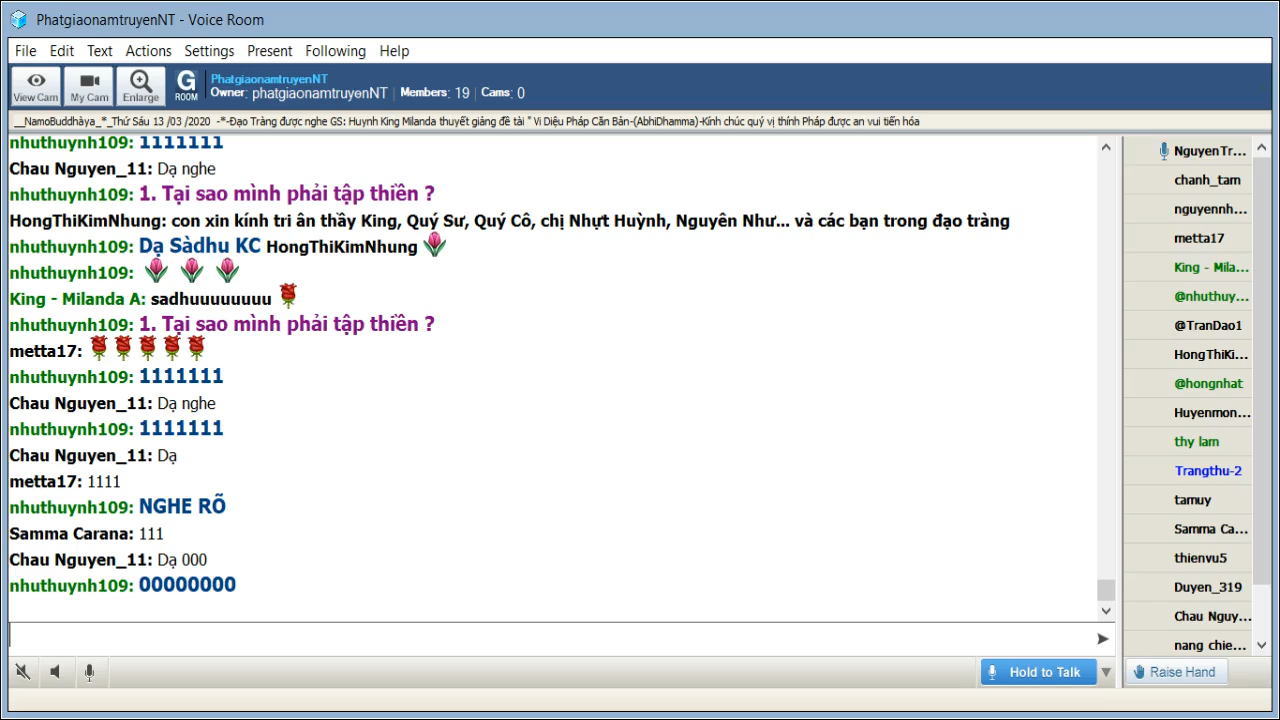 PhatgiaonamtruyenNT - Voice Room
File Edit Text Actions Settings Present Following Help
View Cam My Cam Enlarge G ROOM
PhatgiaonamtruyenNT
Owner: phatgiaonamtruyenNT Members: 19 Cams: 0
__NamoBuddhàya_*_Thứ Sáu 13 /03 /2020 -*-Đạo Tràng được nghe GS: Huynh King Milanda thuyết giảng đề tài " Vi Diệu Pháp Căn Bản-(AbhiDhamma)-Kính chúc quý vị thính Pháp được an vui tiến hóa
nhuthuynh109: 1111111
Chau Nguyen_11: Dạ nghe
nhuthuynh109: 1. Tại sao mình phải tập thiền ?
HongThiKimNhung: con xin kính tri ân thầy King, Quý Sư, Quý Cô, chị Nhựt Huỳnh, Nguyên Như... và các bạn trong đạo tràng
nhuthuynh109: Dạ Sàdhu KC HongThiKimNhung
nhuthuynh109:
King - Milanda A: sadhuuuuuuuu
nhuthuynh109: 1. Tại sao mình phải tập thiền ?
metta17:
nhuthuynh109: 1111111
Chau Nguyen_11: Dạ nghe
nhuthuynh109: 1111111
Chau Nguyen_11: Dạ
metta17: 1111
nhuthuynh109: NGHE RÕ
Samma Carana: 111
Chau Nguyen_11: Dạ 000
nhuthuynh109: 00000000
NguyenTr...
chanh_tam
nguyennh...
metta17
King - Mila...
@nhuthuy...
@TranDao1
HongThiKi...
@hongnhat
Huyenmon...
thy lam
Trangthu-2
tamuy
Samma Ca...
thienvu5
Duyen_319
Chau Nguy...
nang chie...
Hold to Talk
Raise Hand